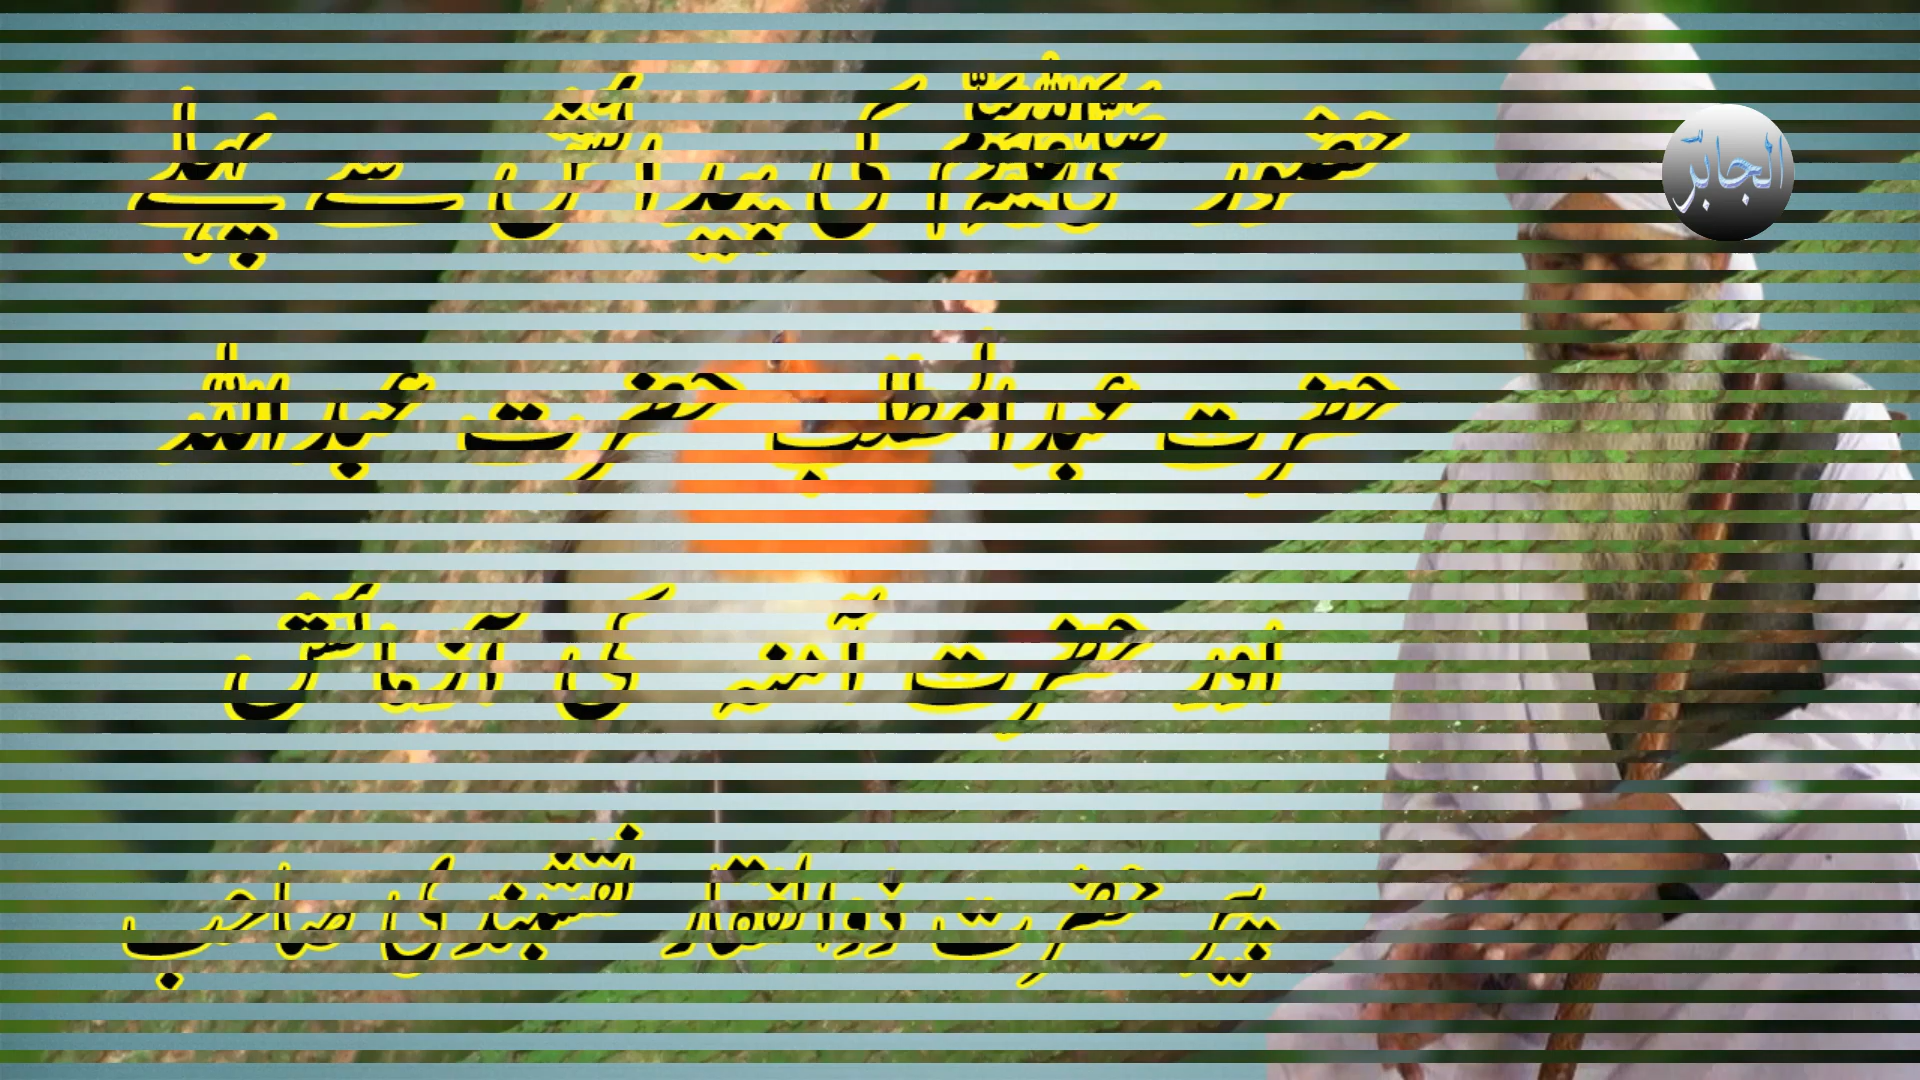 حضور ﷺ کی پیدائش سے پہلے
الجابر
حضرت عبدالمطلب حضرت عبداللہ
اور حضرت آمنہ کی آزمائش
پیر حضرت ذوالفقار نقشبندی صاحب